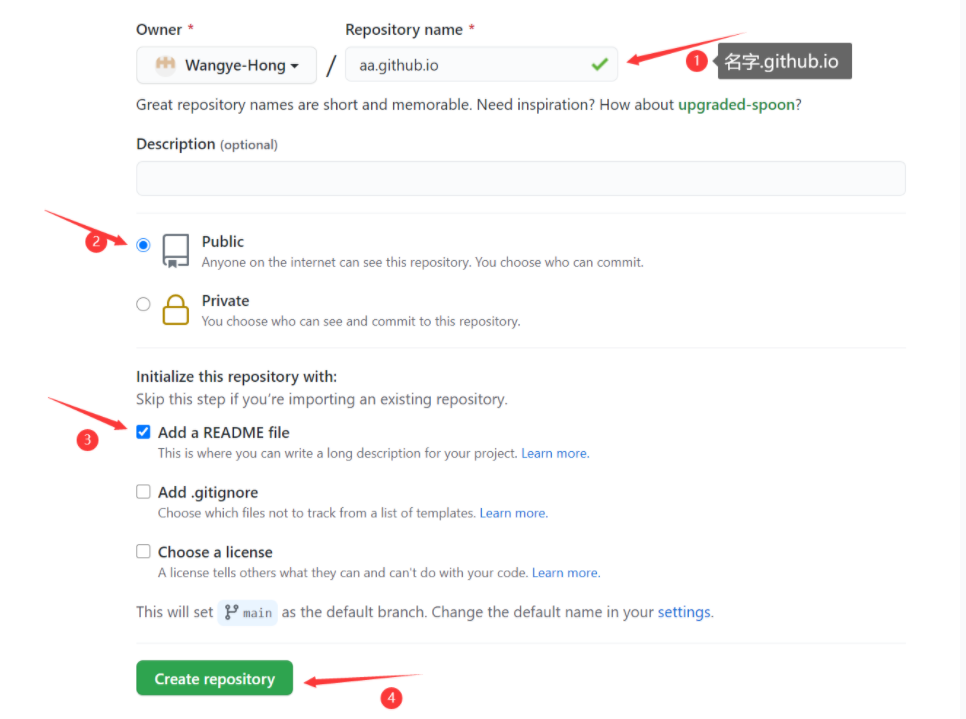 Owner * Repository name *
Wangye-Hong / aa.github.io 1 名字.github.io
Great repository names are short and memorable. Need inspiration? How about upgraded-spoon?
Description (optional)
2 Public
Anyone on the internet can see this repository. You choose who can commit.
Private
You choose who can see and commit to this repository.
Initialize this repository with:
Skip this step if you're importing an existing repository.
3 Add a README file
This is where you can write a long description for your project. Learn more.
Add .gitignore
Choose which files not to track from a list of templates. Learn more.
Choose a license
A license tells others what they can and can't do with your code. Learn more.
This will set main as the default branch. Change the default name in your settings.
Create repository 4